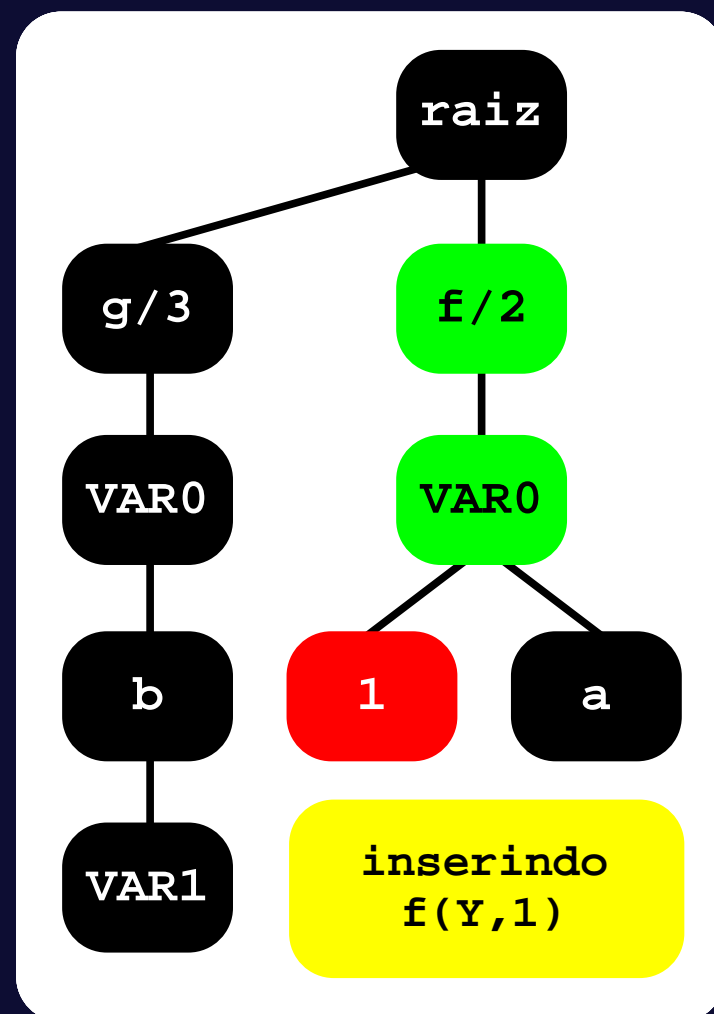 raiz
g/3
f/2
VAR0
VAR0
b
1
a
VAR1
inserindo
f(Y,1)